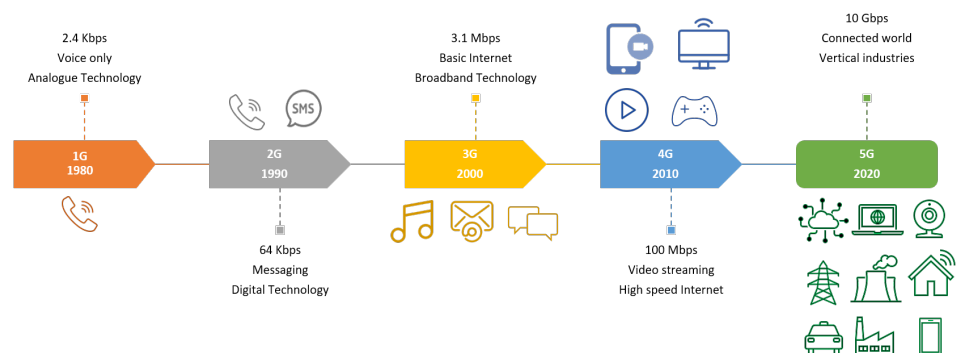 2.4 Kbps
Voice only
Analogue Technology
1G
1980
SMS
2G
1990
64 Kbps
Messaging
Digital Technology
3.1 Mbps
Basic Internet
Broadband Technology
3G
2000
@
4G
2010
100 Mbps
Video streaming
High speed Internet
10 Gbps
Connected world
Vertical industries
5G
2020